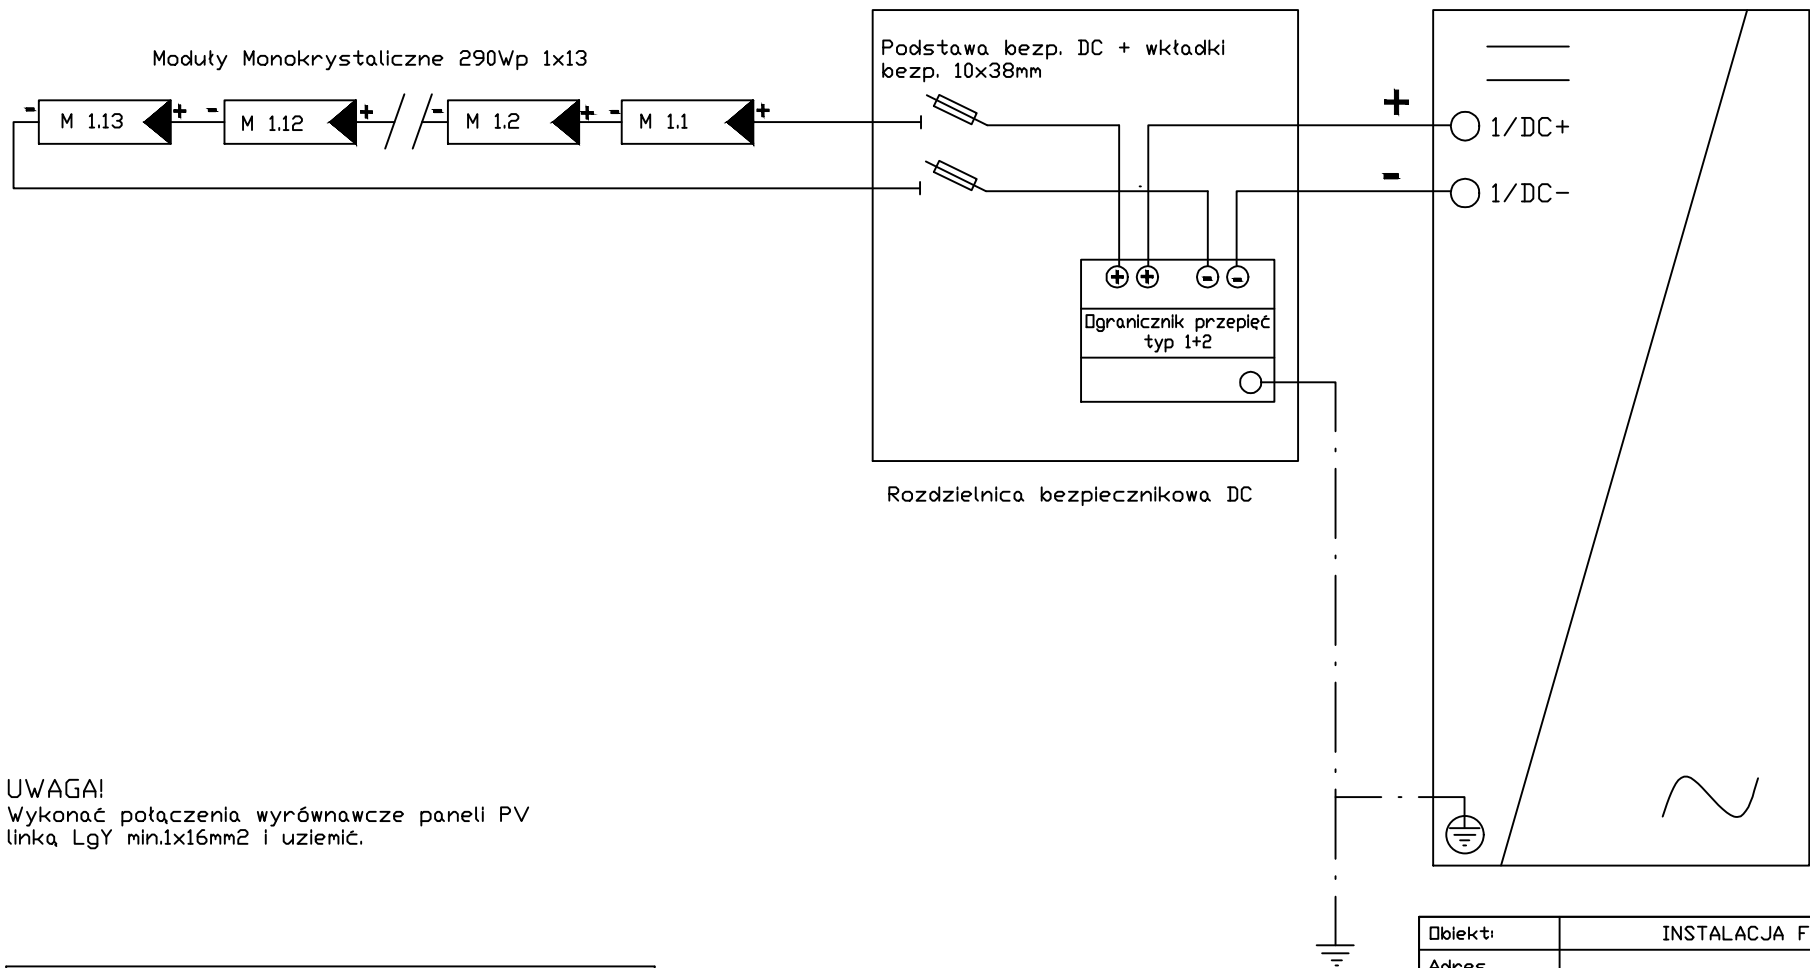 Moduły Monokrystaliczne 290Wp 1x13
- M 1.13 + - M 1.12 + - M 1.2 + - M 1.1 +
Podstawa bezp. DC + wkładki
bezp. 10x38mm
+ 1/DC+
- 1/DC-
+ + - -
Ogranicznik przepięć
typ 1+2
Rozdzielnica bezpiecznikowa DC
UWAGA!
Wykonać połączenia wyrównawcze paneli PV
linką LgY min.1x16mm2 i uziemić.
Obiekt: INSTALACJA F
Adres